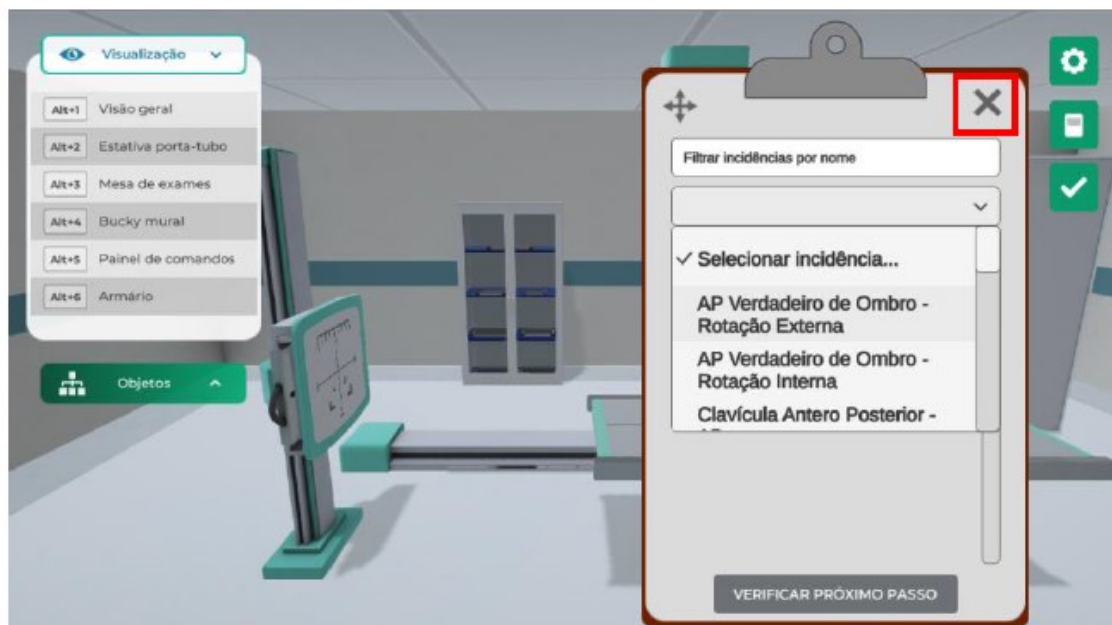 Visualização
Alt+1 Visão geral
Alt+2 Estativa porta-tubo
Alt+3 Mesa de exames
Alt+4 Bucky mural
Alt+5 Painel de comandos
Alt+6 Armário
Objetos
Filtrar incidências por nome
Selecionar incidência...
AP Verdadeiro de Ombro -
Rotação Externa
AP Verdadeiro de Ombro -
Rotação Interna
Clavícula Antero Posterior -
VERIFICAR PRÓXIMO PASSO